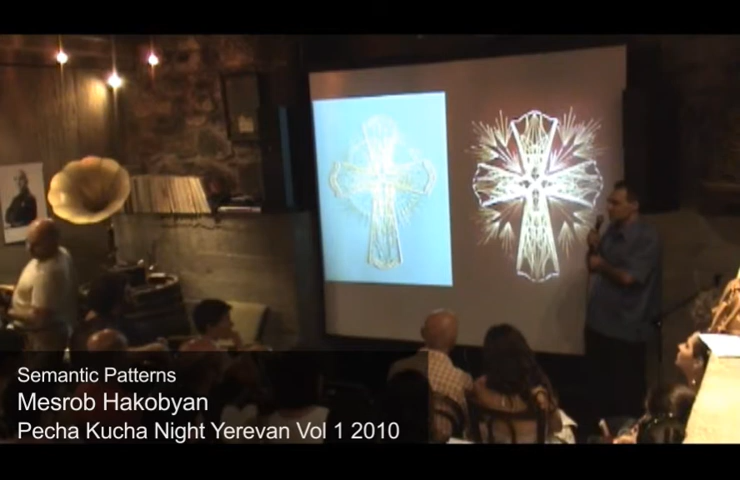 Semantic Patterns
Mesrob Hakobyan
Pecha Kucha Night Yerevan Vol 1 2010